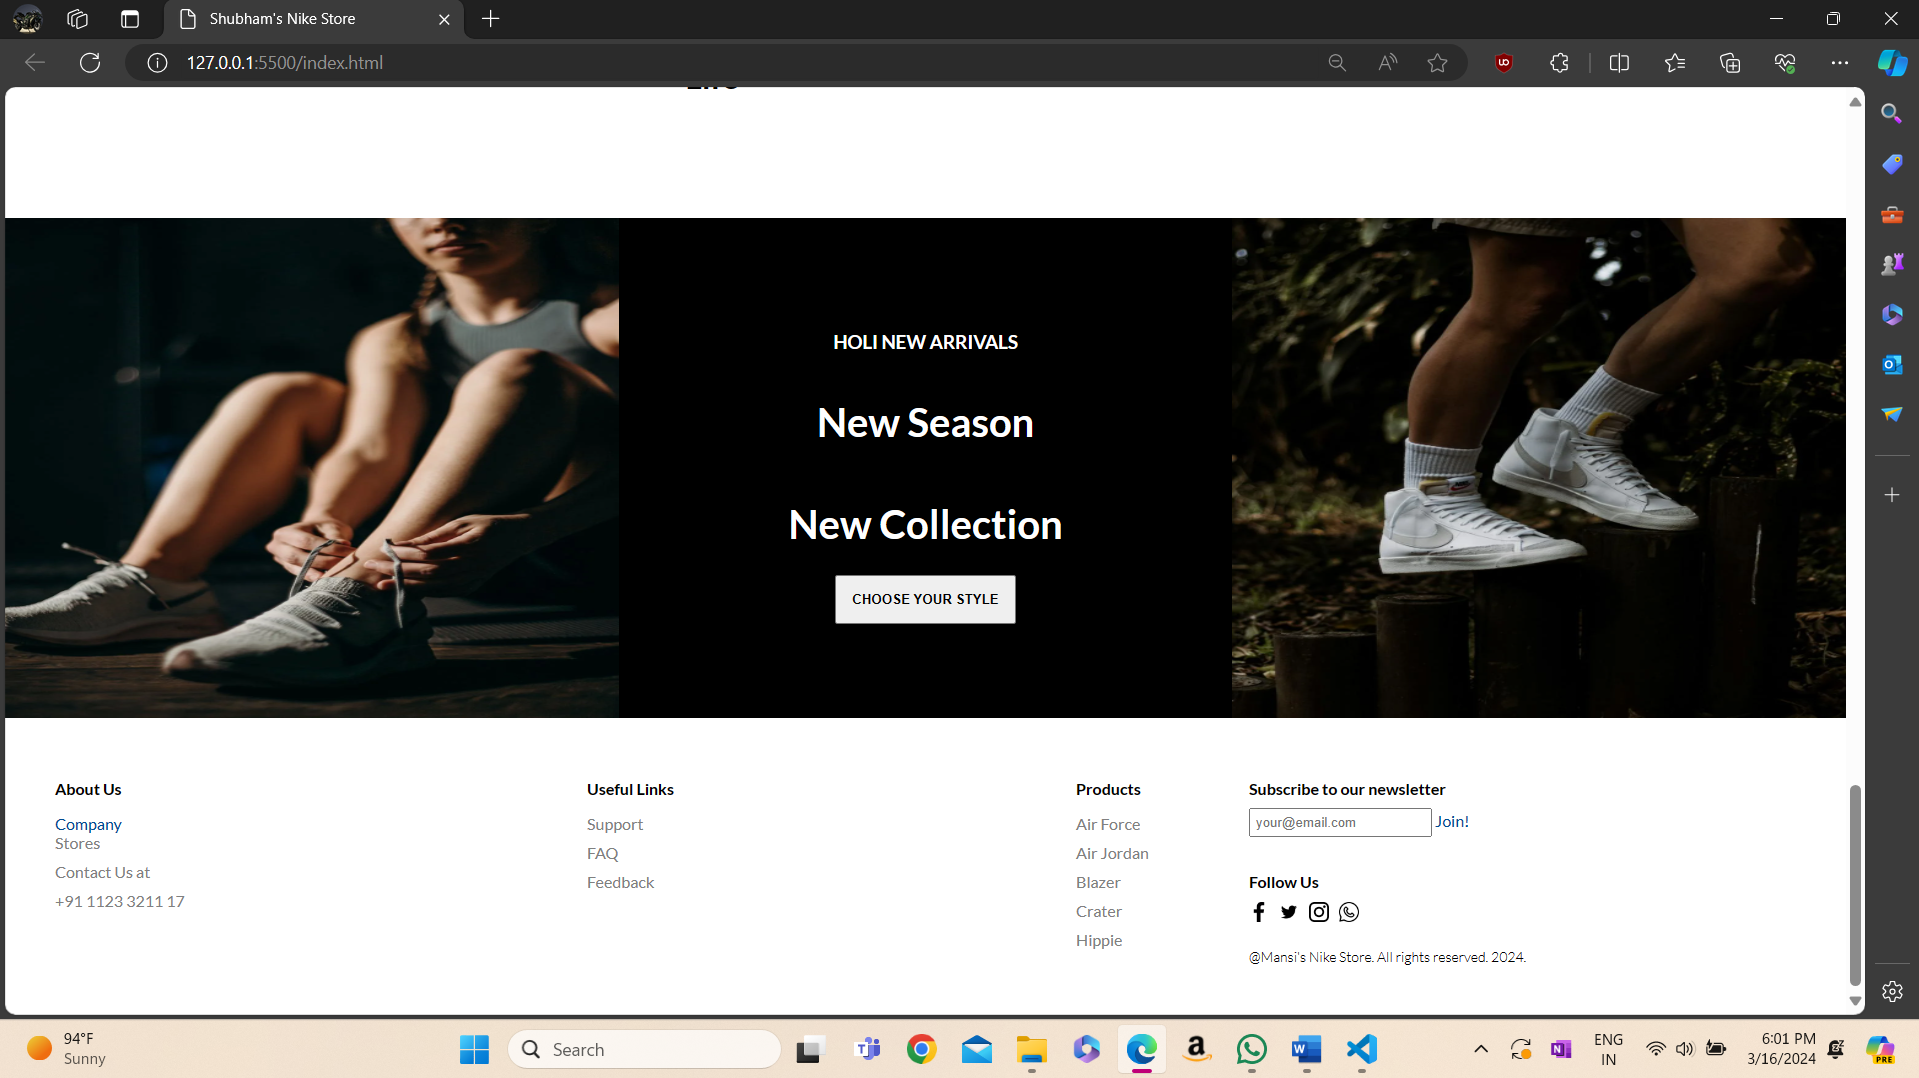 Shubham's Nike Store
127.0.0.1:5500/index.html
HOLI NEW ARRIVALS
New Season
New Collection
CHOOSE YOUR STYLE
About Us
Company
Stores
Contact Us at
+91 1123 3211 17
Useful Links
Support
FAQ
Feedback
Products
Air Force
Air Jordan
Blazer
Crater
Hippie
Subscribe to our newsletter
your@email.com Join!
Follow Us
@Mansi's Nike Store. All rights reserved. 2024.
94°F
Sunny
Search
ENG
IN
6:01 PM
3/16/2024
PRE